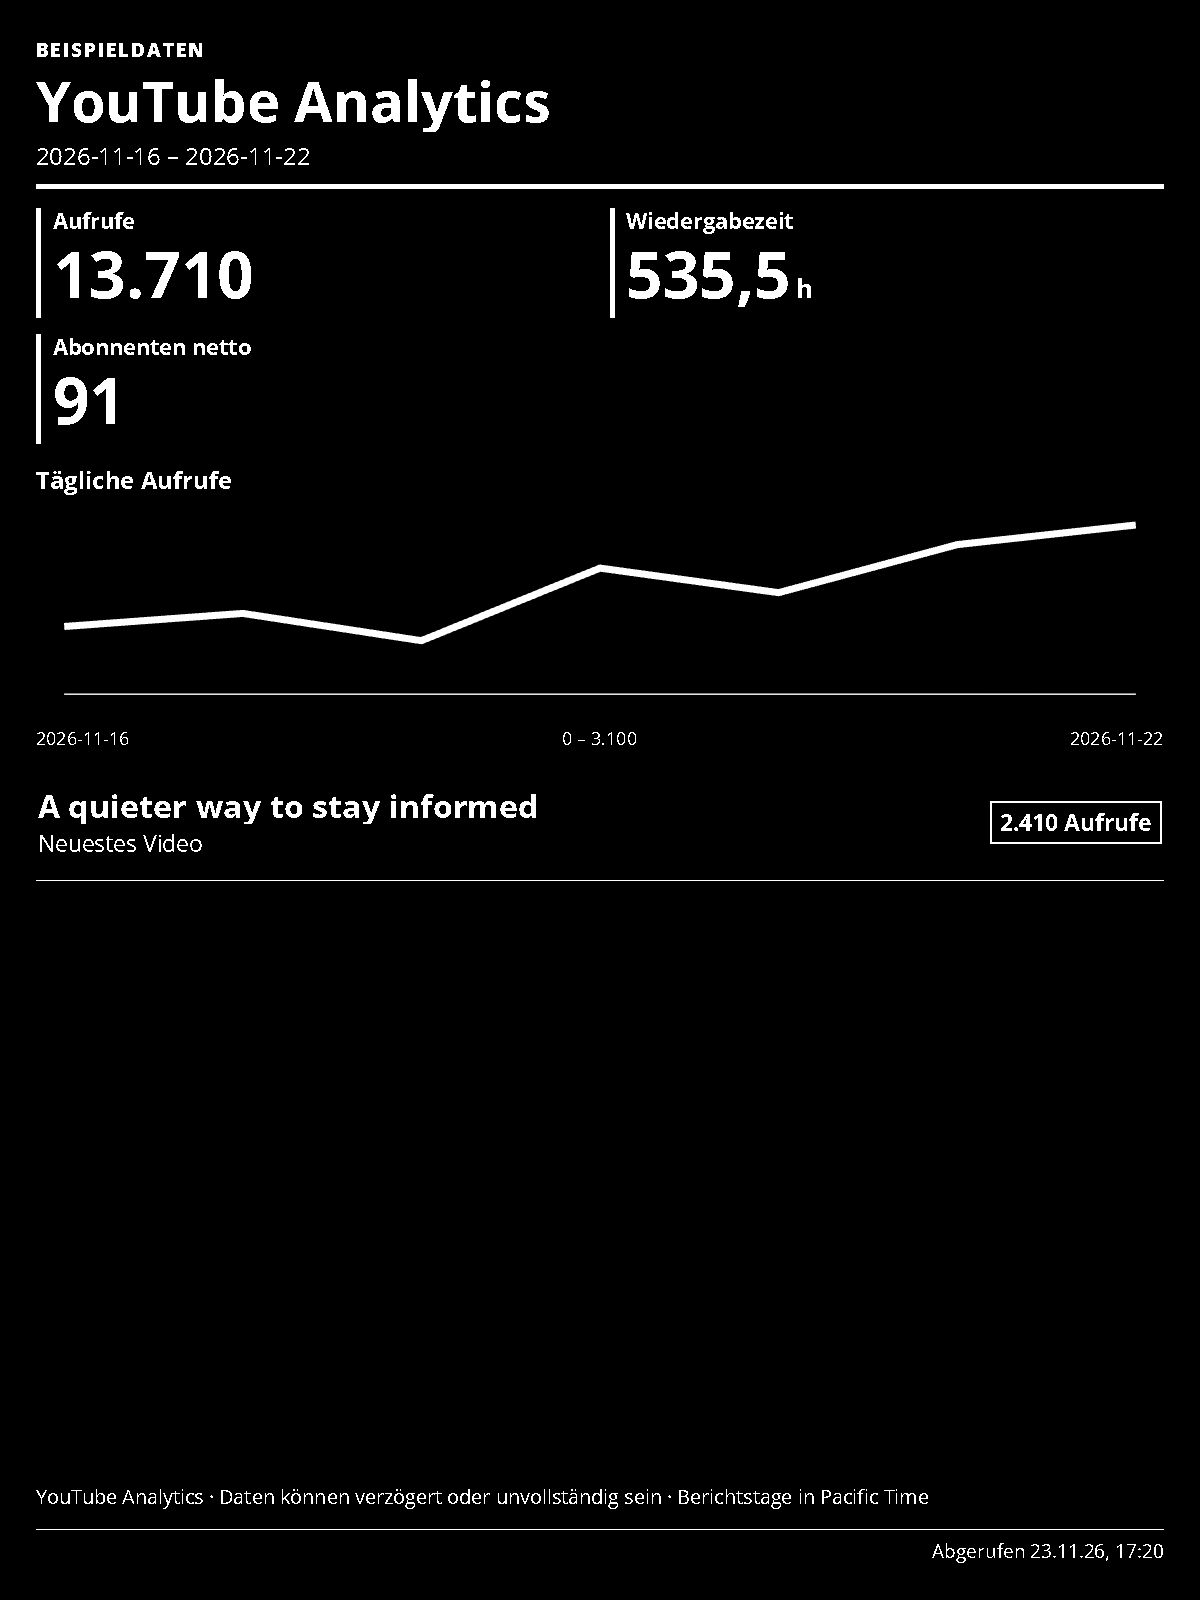 BEISPIELDATEN
YouTube Analytics
2026-11-16 – 2026-11-22
Aufrufe
13.710
Wiedergabezeit
535,5 h
Abonnenten netto
91
Tägliche Aufrufe
2026-11-16
0 – 3.100
2026-11-22
A quieter way to stay informed
Neuestes Video
2.410 Aufrufe
YouTube Analytics · Daten können verzögert oder unvollständig sein · Berichtstage in Pacific Time
Abgerufen 23.11.26, 17:20